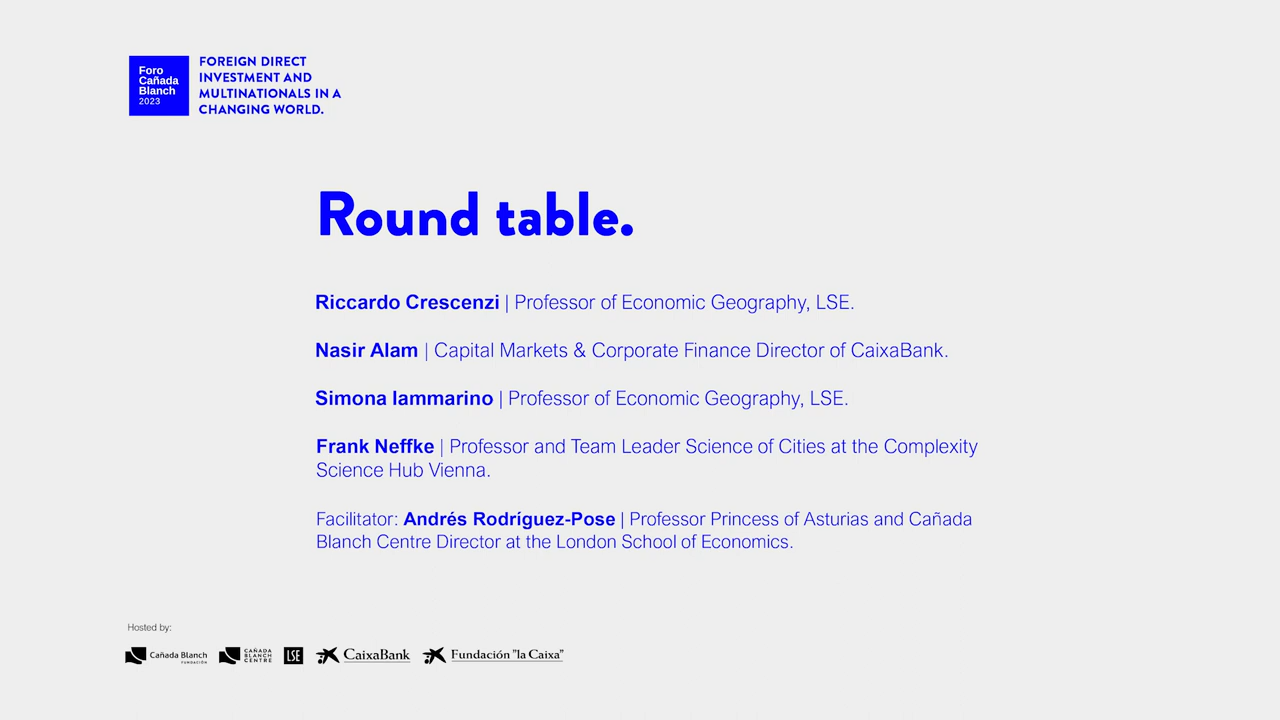 Foro
Cañada
Blanch
2023
FOREIGN DIRECT
INVESTMENT AND
MULTINATIONALS IN A
CHANGING WORLD.
Round table.
Riccardo Crescenzi | Professor of Economic Geography, LSE.
Nasir Alam | Capital Markets & Corporate Finance Director of CaixaBank.
Simona Iammarino | Professor of Economic Geography, LSE.
Frank Neffke | Professor and Team Leader Science of Cities at the Complexity
Science Hub Vienna.
Facilitator: Andrés Rodríguez-Pose | Professor Princess of Asturias and Cañada
Blanch Centre Director at the London School of Economics.
Hosted by:
Cañada Blanch
FUNDACIÓN
CAÑADA
BLANCH
CENTRE
LSE
CaixaBank
Fundación "la Caixa"